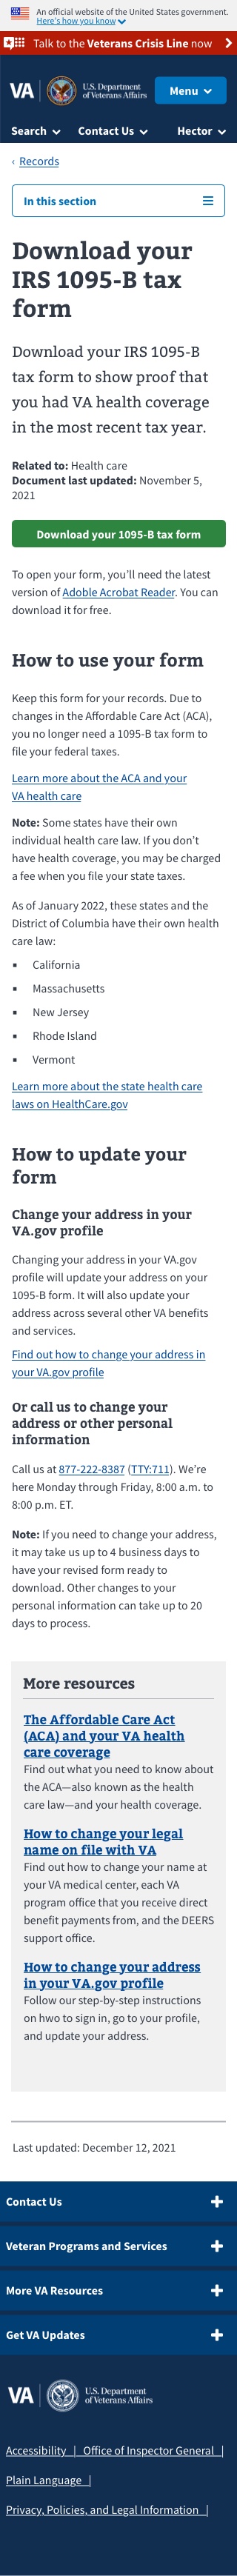 An official website of the United States government.
Here's how you know
Talk to the Veterans Crisis Line now
VA
U.S. Department
of Veterans Affairs
Menu
Search
Contact Us
Hector
‹ Records
In this section
Download your
IRS 1095-B tax
form
Download your IRS 1095-B
tax form to show proof that
you had VA health coverage
in the most recent tax year.
Related to: Health care
Document last updated: November 5,
2021
Download your 1095-B tax form
To open your form, you'll need the latest
version of Adoble Acrobat Reader. You can
download it for free.
How to use your form
Keep this form for your records. Due to
changes in the Affordable Care Act (ACA),
you no longer need a 1095-B tax form to
file your federal taxes.
Learn more about the ACA and your
VA health care
Note: Some states have their own
individual health care law. If you don't
have health coverage, you may be charged
a fee when you file your state taxes.
As of January 2022, these states and the
District of Columbia have their own health
care law:
▪ California
▪ Massachusetts
▪ New Jersey
▪ Rhode Island
▪ Vermont
Learn more about the state health care
laws on HealthCare.gov
How to update your
form
Change your address in your
VA.gov profile
Changing your address in your VA.gov
profile will update your address on your
1095-B form. It will also update your
address across several other VA benefits
and services.
Find out how to change your address in
your VA.gov profile
Or call us to change your
address or other personal
information
Call us at 877-222-8387 (TTY:711). We're
here Monday through Friday, 8:00 a.m. to
8:00 p.m. ET.
Note: If you need to change your address,
it may take us up to 4 business days to
have your revised form ready to
download. Other changes to your
personal information can take up to 20
days to process.
More resources
The Affordable Care Act
(ACA) and your VA health
care coverage
Find out what you need to know about
the ACA—also known as the health
care law—and your health coverage.
How to change your legal
name on file with VA
Find out how to change your name at
your VA medical center, each VA
program office that you receive direct
benefit payments from, and the DEERS
support office.
How to change your address
in your VA.gov profile
Follow our step-by-step instructions
on hwo to sign in, go to your profile,
and update your address.
Last updated: December 12, 2021
Contact Us
Veteran Programs and Services
More VA Resources
Get VA Updates
VA
U.S. Department
of Veterans Affairs
Accessibility | Office of Inspector General |
Plain Language |
Privacy, Policies, and Legal Information |